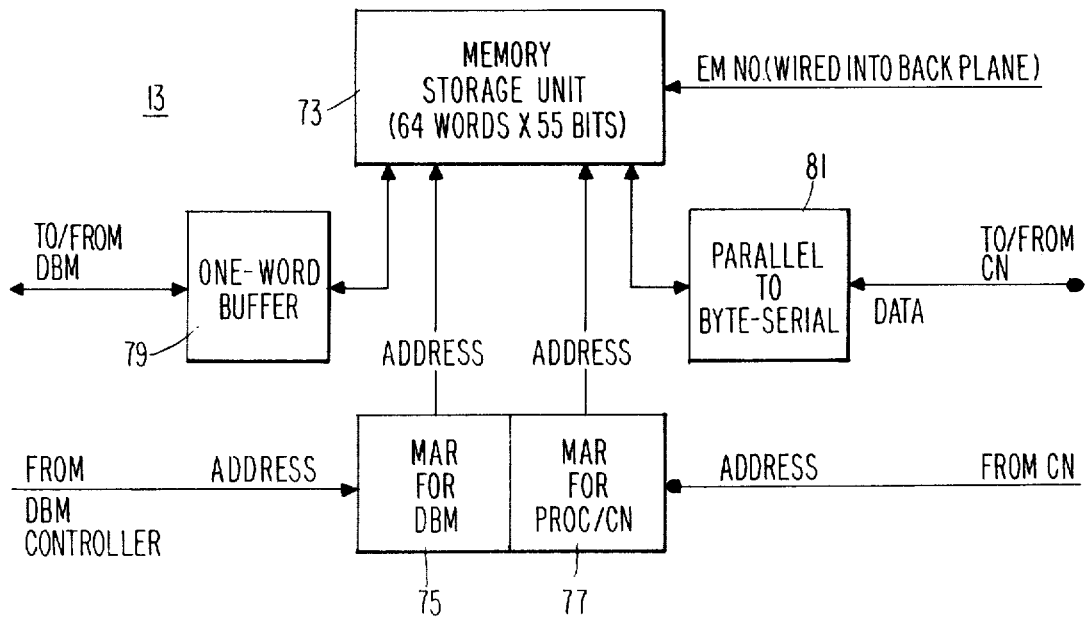 13
MEMORY
STORAGE UNIT
(64 WORDS X 55 BITS)
73
EM NO.(WIRED INTO BACK PLANE)
TO/FROM
DBM
ONE-WORD
BUFFER
79
81
PARALLEL
TO
BYTE-SERIAL
TO/FROM
CN
DATA
ADDRESS
ADDRESS
FROM
DBM
CONTROLLER
ADDRESS
MAR
FOR
DBM
75
MAR
FOR
PROC/CN
77
ADDRESS
FROM CN